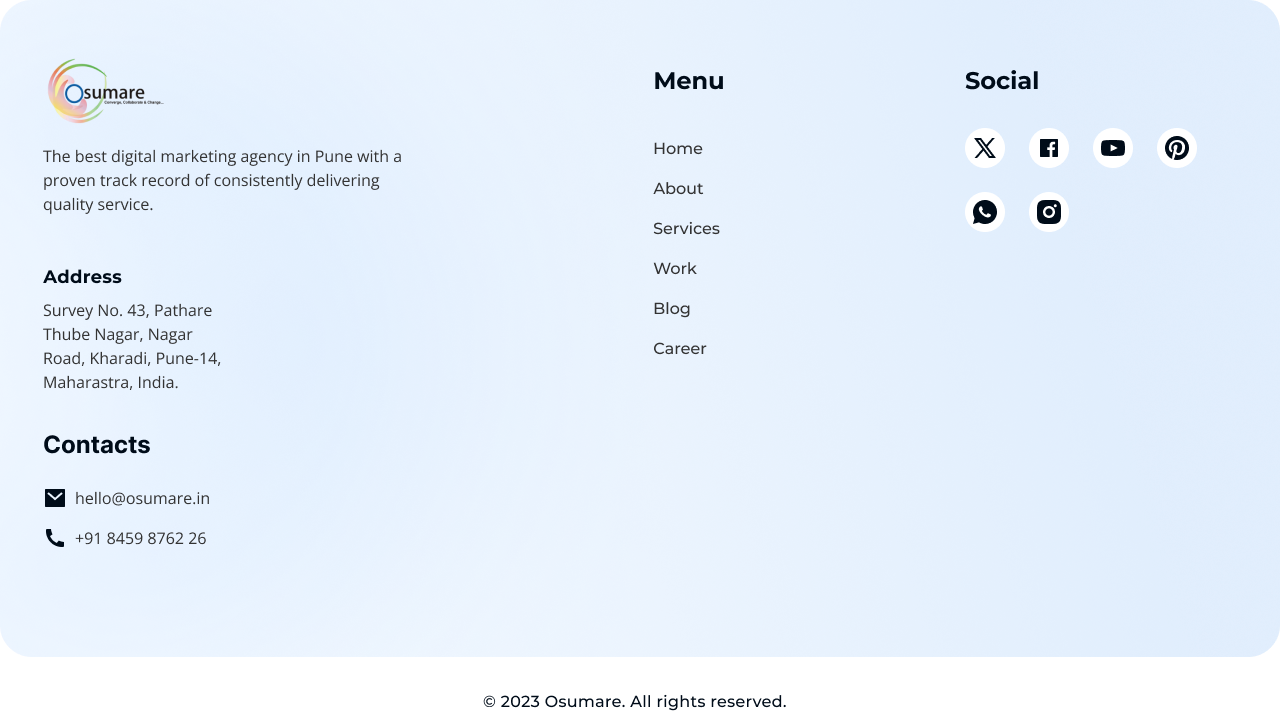 Osumare
Converge, Collaborate & Change...
The best digital marketing agency in Pune with a
proven track record of consistently delivering
quality service.
Address
Survey No. 43, Pathare
Thube Nagar, Nagar
Road, Kharadi, Pune-14,
Maharastra, India.
Contacts
hello@osumare.in
+91 8459 8762 26
Menu
Home
About
Services
Work
Blog
Career
Social
© 2023 Osumare. All rights reserved.